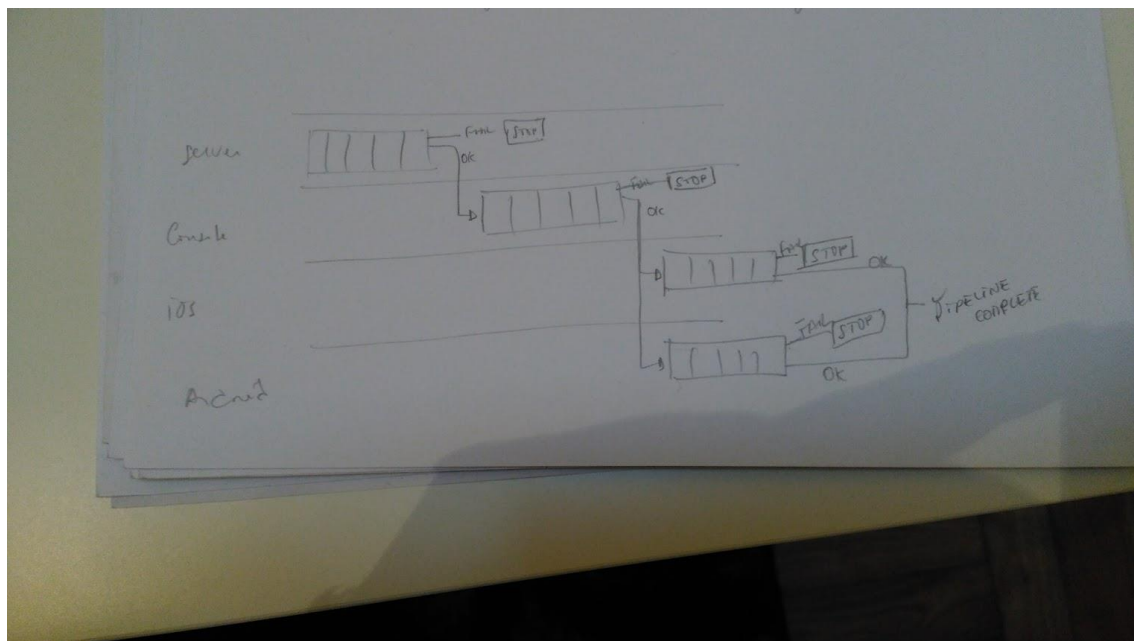 Server
FAIL STOP
OK
Console
FAIL STOP
OK
iOS
FAIL STOP
OK
PIPELINE
COMPLETE
Android
FAIL STOP
OK